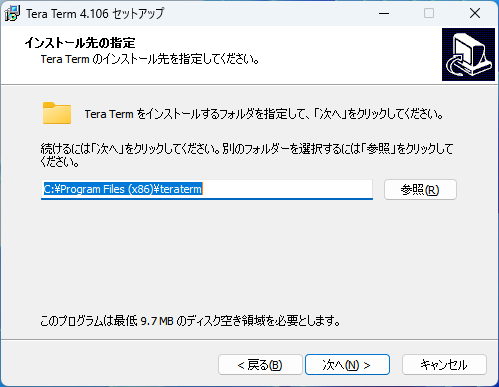 Tera Term 4.106 セットアップ
インストール先の指定
Tera Term のインストール先を指定してください。
Tera Term をインストールするフォルダを指定して、「次へ」をクリックしてください。
続けるには「次へ」をクリックしてください。別のフォルダーを選択するには「参照」をクリックして
ください。
C:¥Program Files (x86)¥teraterm
参照(R)
このプログラムは最低 9.7 MB のディスク空き領域を必要とします。
< 戻る(B)
次へ(N) >
キャンセル